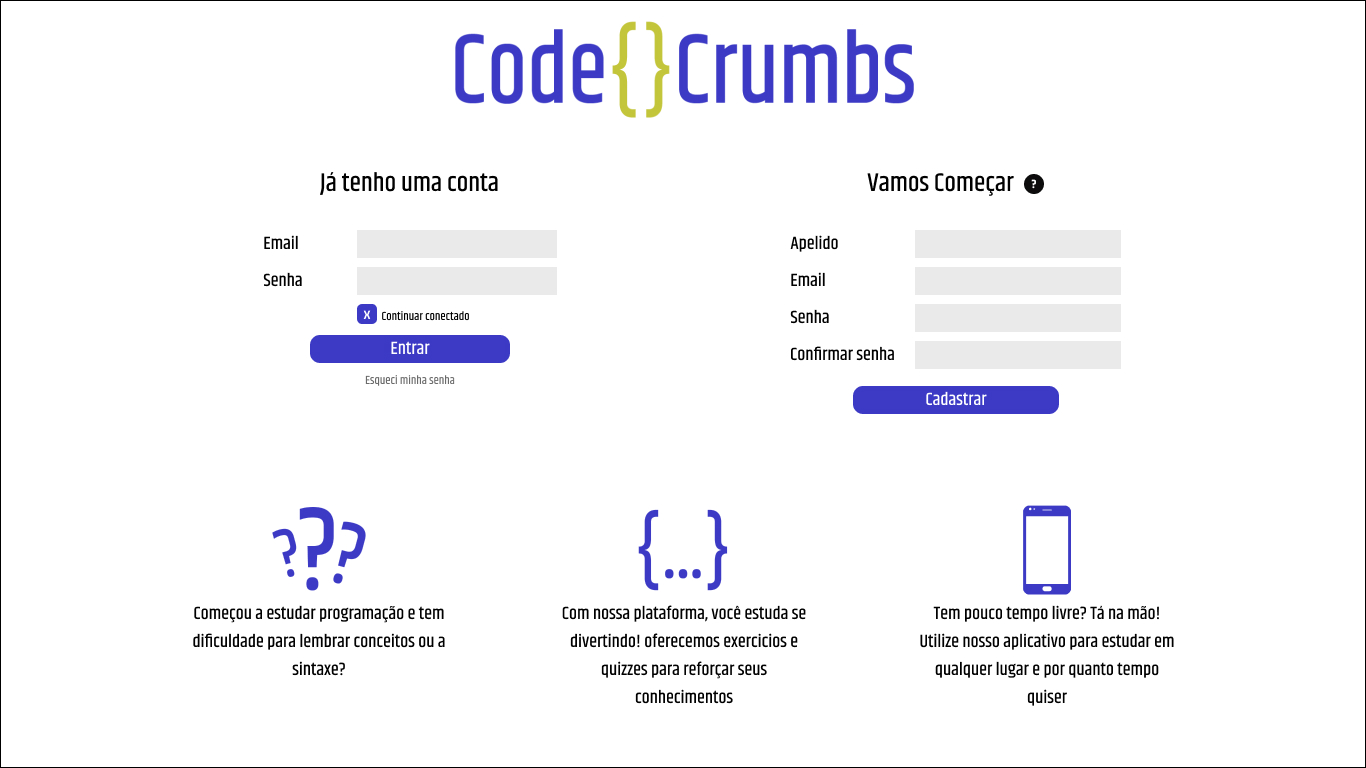 Code{}Crumbs
Já tenho uma conta
Email
Senha
X Continuar conectado
Entrar
Esqueci minha senha
Vamos Começar ?
Apelido
Email
Senha
Confirmar senha
Cadastrar
???
Começou a estudar programação e tem
dificuldade para lembrar conceitos ou a
sintaxe?
{...}
Com nossa plataforma, você estuda se
divertindo! oferecemos exercicios e
quizzes para reforçar seus
conhecimentos
Tem pouco tempo livre? Tá na mão!
Utilize nosso aplicativo para estudar em
qualquer lugar e por quanto tempo
quiser